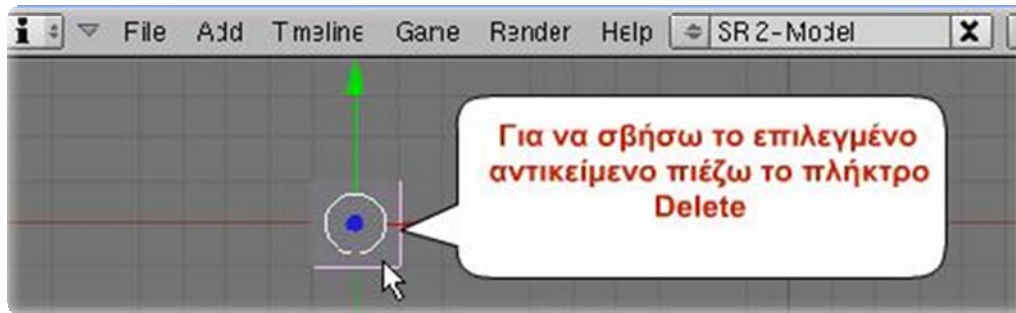 File Add Timeline Game Render Help SR 2-Model X
Για να σβήσω το επιλεγμένο
αντικείμενο πιέζω το πλήκτρο
Delete